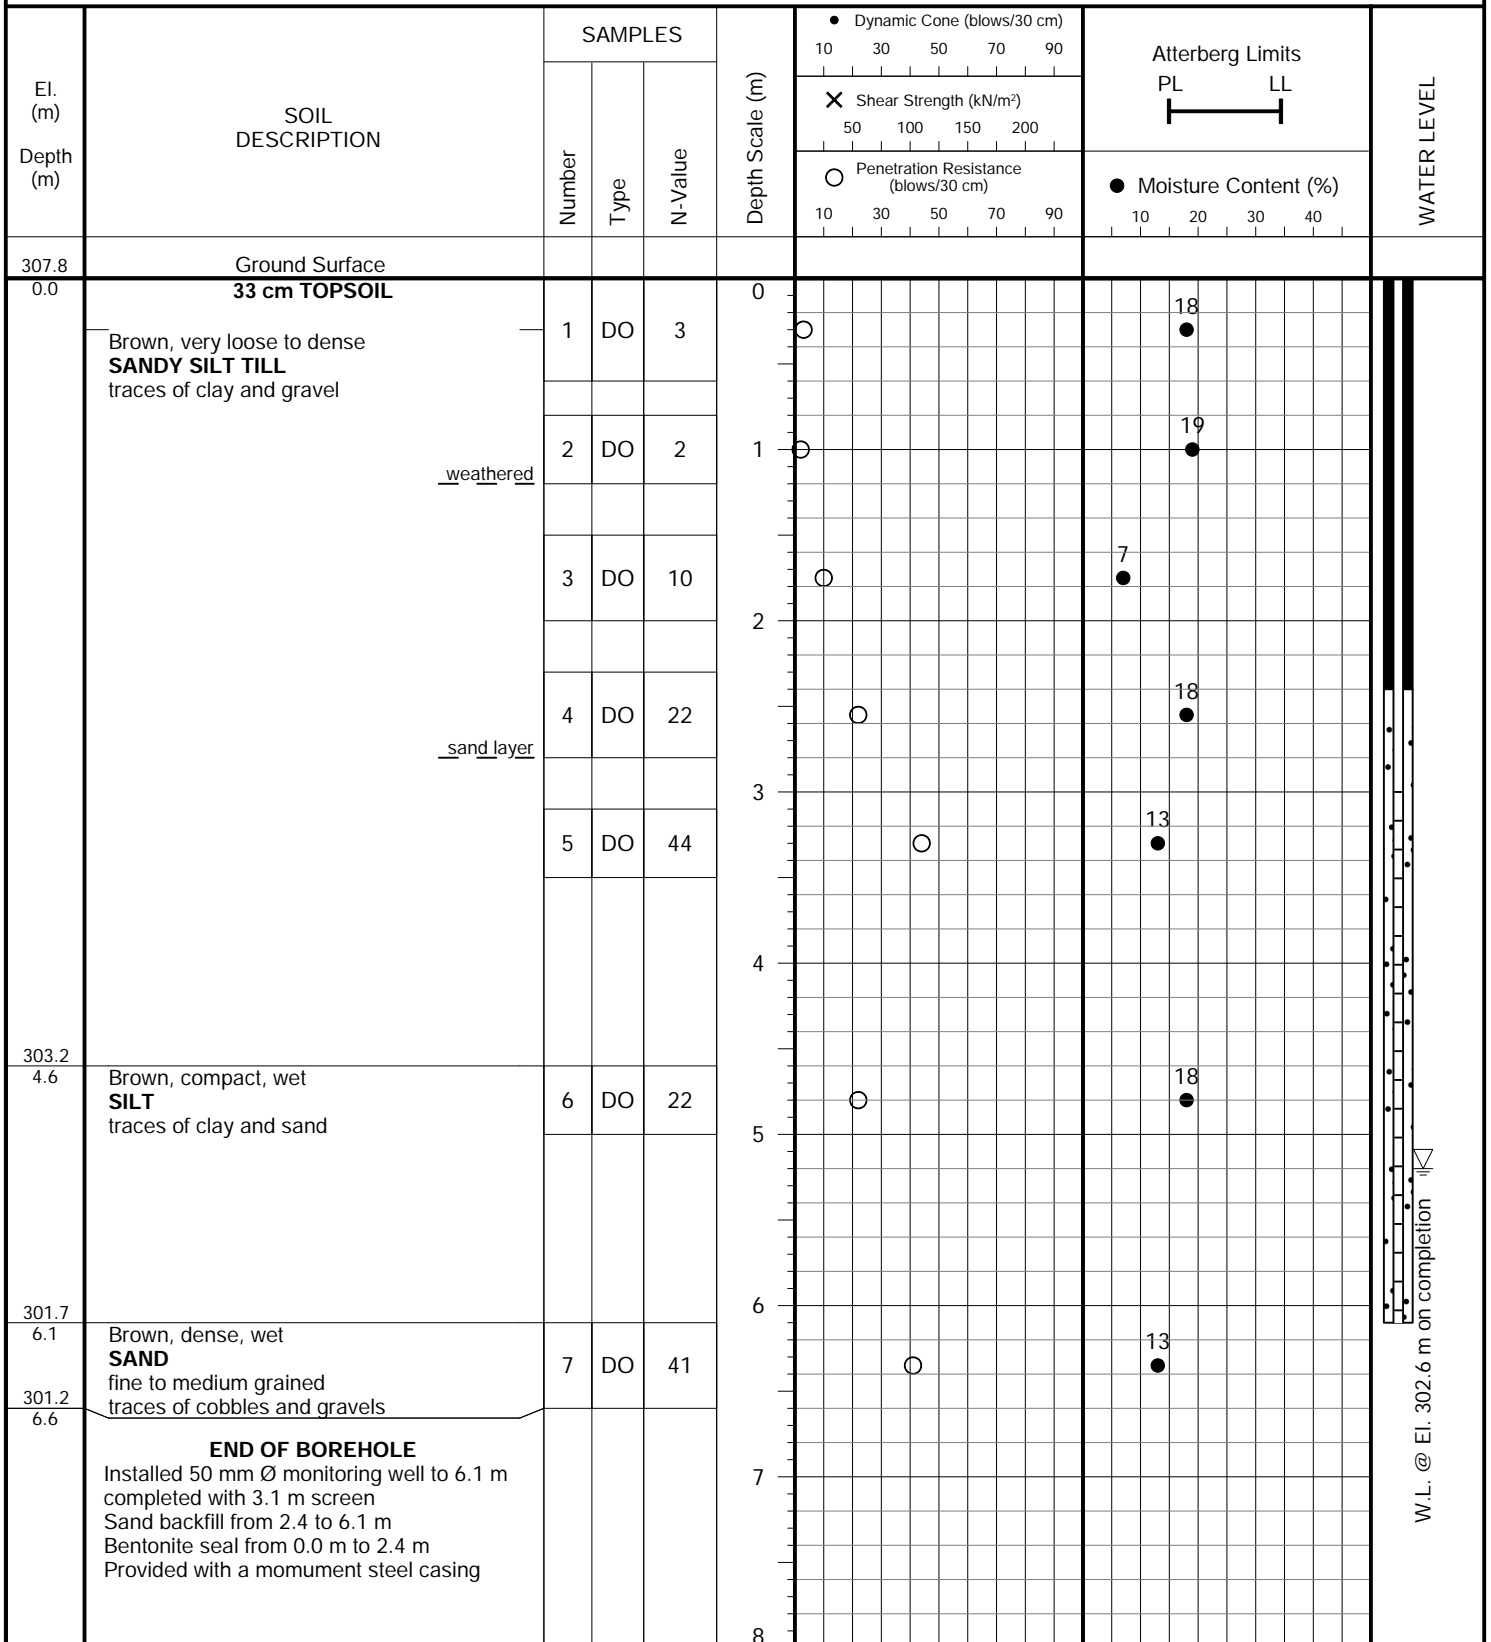 El.
(m)
Depth
(m)
SOIL
DESCRIPTION
SAMPLES
Number
Type
N-Value
Depth Scale (m)
● Dynamic Cone (blows/30 cm)
10 30 50 70 90
X Shear Strength (kN/m²)
50 100 150 200
O Penetration Resistance
(blows/30 cm)
10 30 50 70 90
Atterberg Limits
PL LL
● Moisture Content (%)
10 20 30 40
WATER LEVEL
307.8 Ground Surface
0.0 33 cm TOPSOIL
0
1 DO 3
18
Brown, very loose to dense
SANDY SILT TILL
traces of clay and gravel
2 DO 2
1
19
weathered
3 DO 10
7
2
4 DO 22
18
sand layer
3
5 DO 44
13
4
303.2
4.6 Brown, compact, wet
SILT
traces of clay and sand
6 DO 22
18
5
6
301.7
6.1 Brown, dense, wet
SAND
fine to medium grained
traces of cobbles and gravels
7 DO 41
13
301.2
6.6
END OF BOREHOLE
Installed 50 mm Ø monitoring well to 6.1 m
completed with 3.1 m screen
Sand backfill from 2.4 to 6.1 m
Bentonite seal from 0.0 m to 2.4 m
Provided with a momument steel casing
7
8
W.L. @ El. 302.6 m on completion